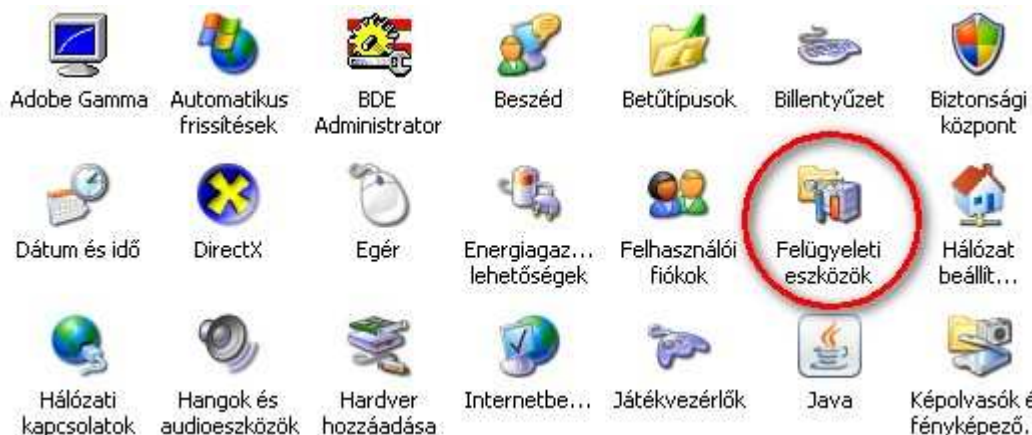 Adobe Gamma
Automatikus
frissítések
BDE
Administrator
Beszéd
Betűtípusok
Billentyűzet
Biztonsági
központ
Dátum és idő
DirectX
Egér
Energiagaz...
lehetőségek
Felhasználói
fiókok
Felügyeleti
eszközök
Hálózat
beállít...
Hálózati
kapcsolatok
Hangok és
audioeszközök
Hardver
hozzáadása
Internetbe...
Játékvezérlők
Java
Képolvasók é
fényképező.